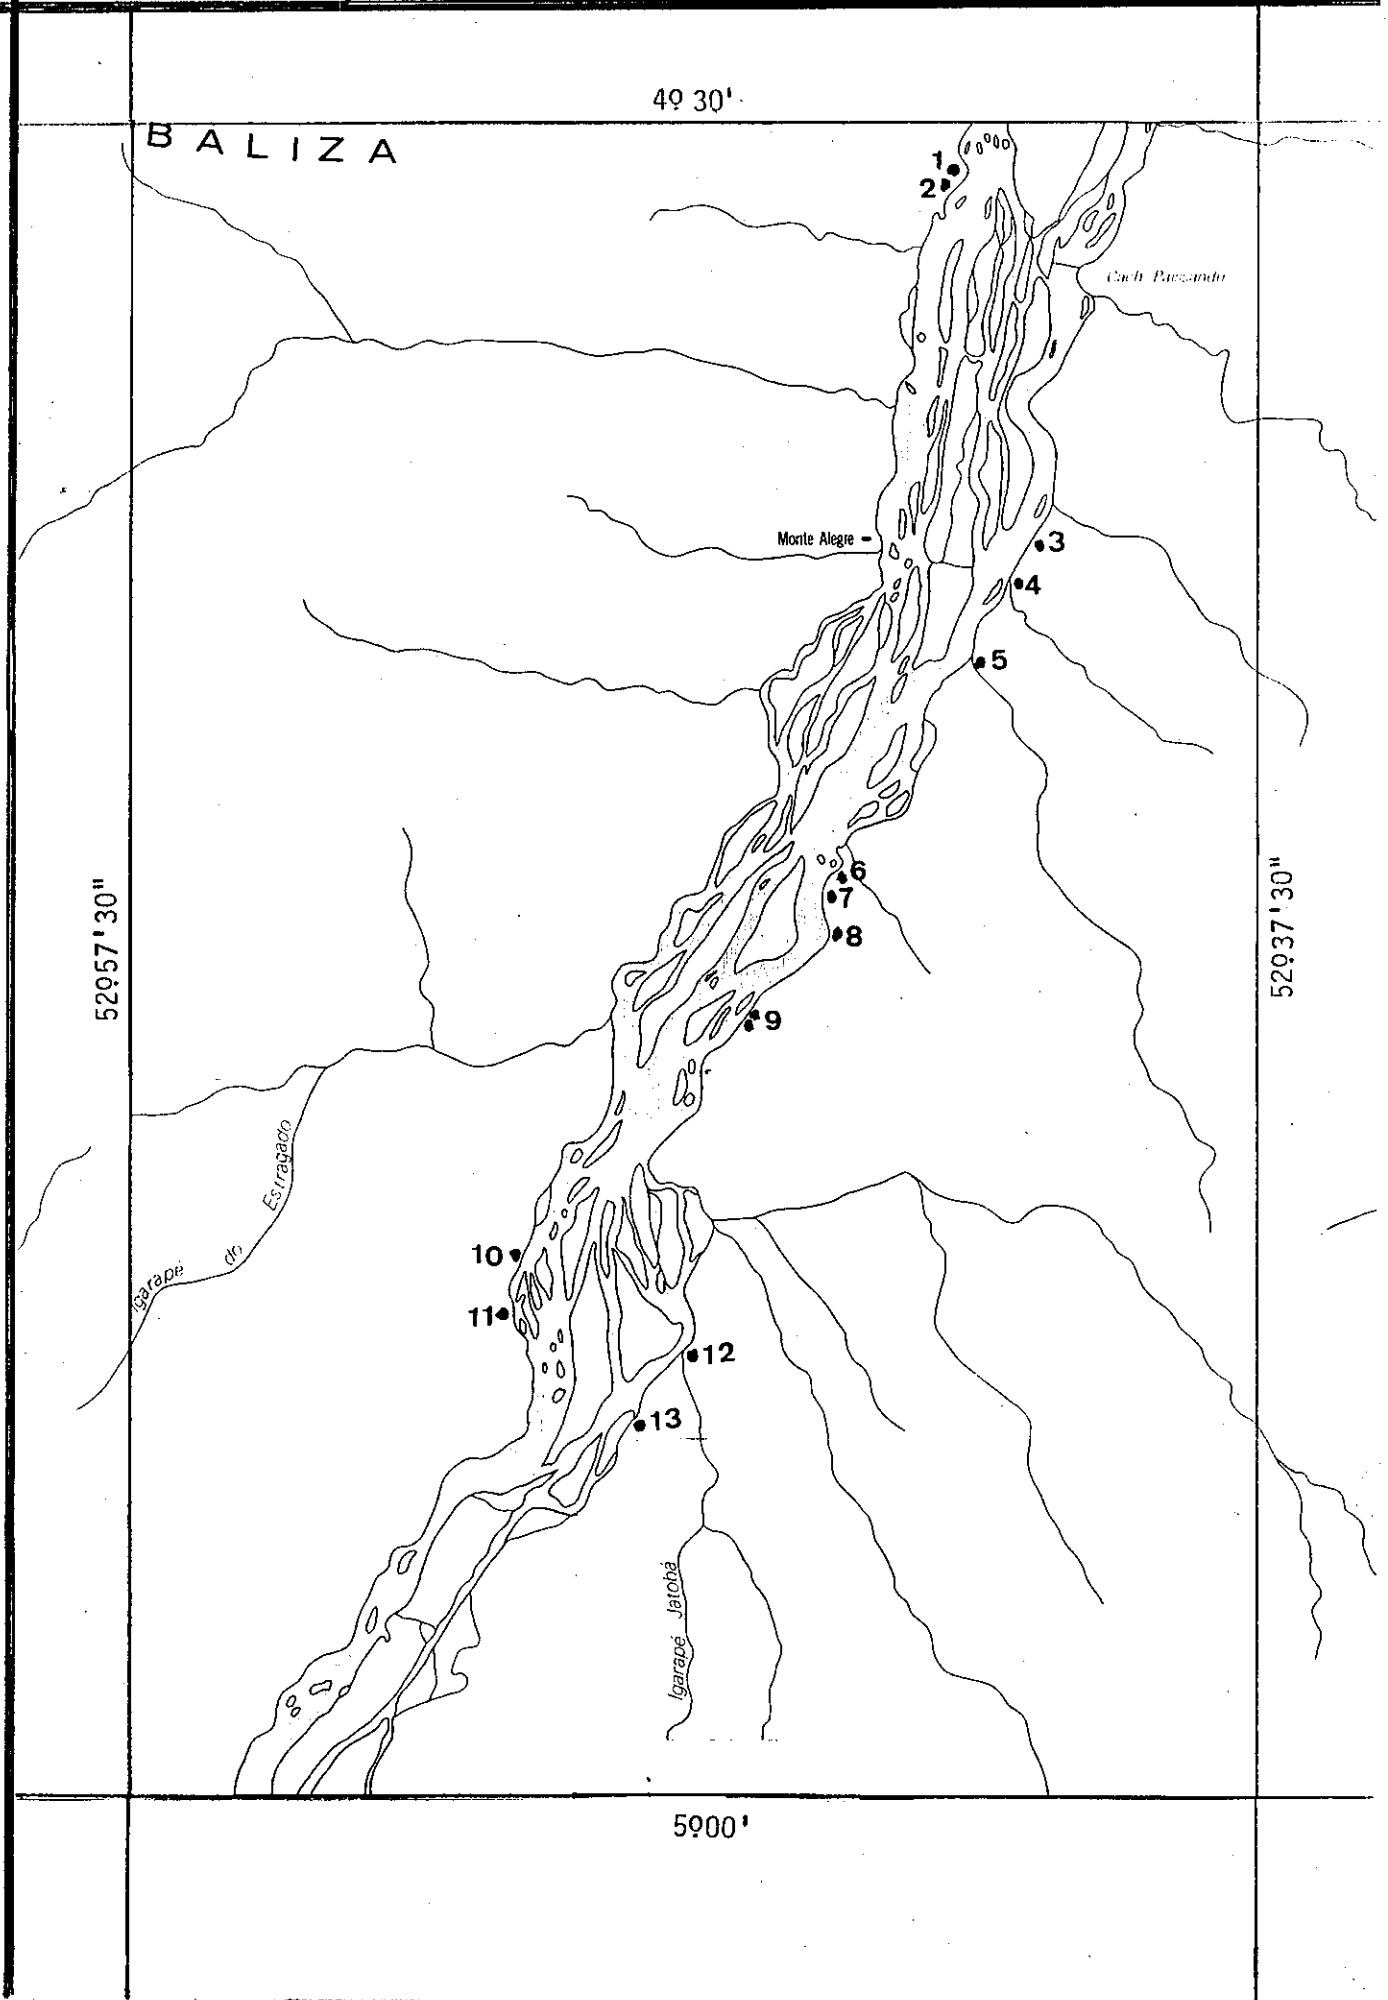 4º 30'
BALIZA
1
2
Cach Paizandu
3
Monte Alegre
4
5
6
7
8
52º57'30"
52º37'30"
9
Igarapé do Estragado
10
11
12
13
Igarapé Jatobá
5º00'